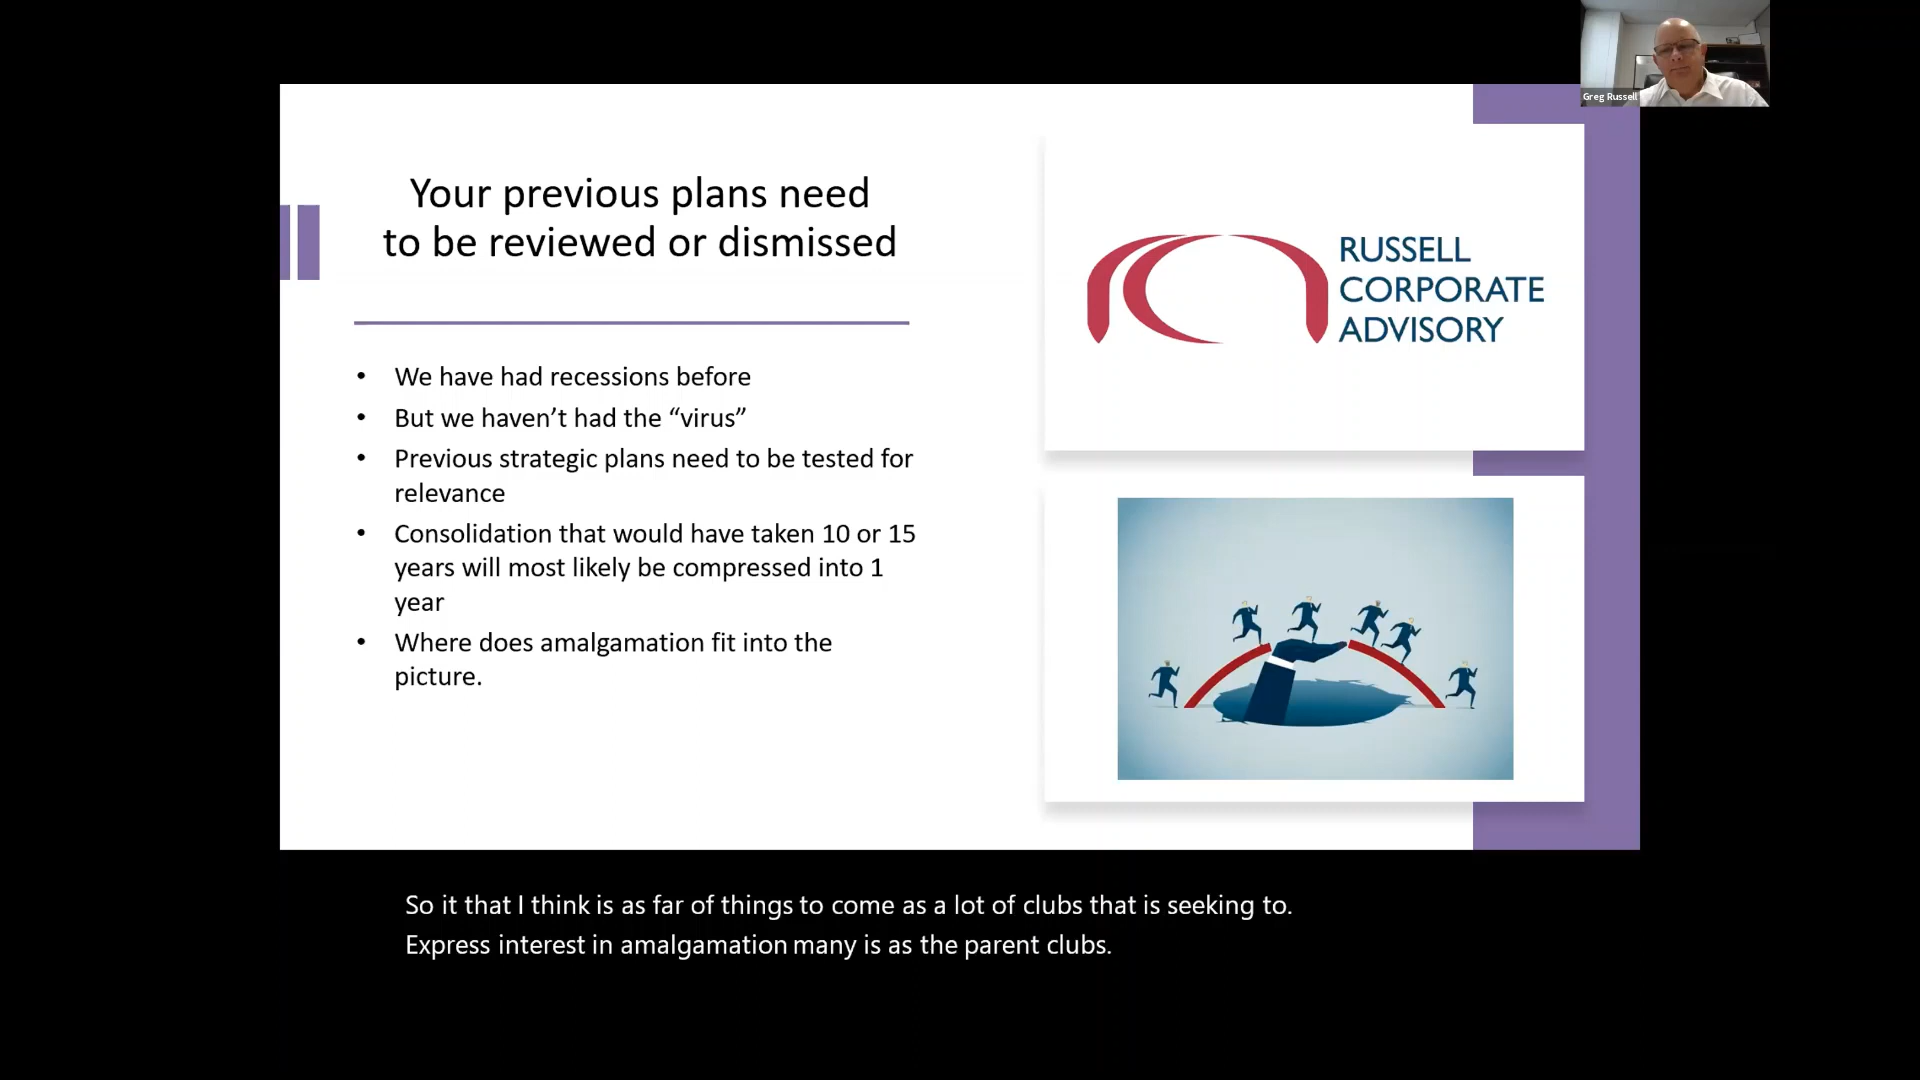 Greg Russell
Your previous plans need
to be reviewed or dismissed
• We have had recessions before
• But we haven’t had the “virus”
• Previous strategic plans need to be tested for
relevance
• Consolidation that would have taken 10 or 15
years will most likely be compressed into 1
year
• Where does amalgamation fit into the
picture.
RUSSELL
CORPORATE
ADVISORY
So it that I think is as far of things to come as a lot of clubs that is seeking to.
Express interest in amalgamation many is as the parent clubs.